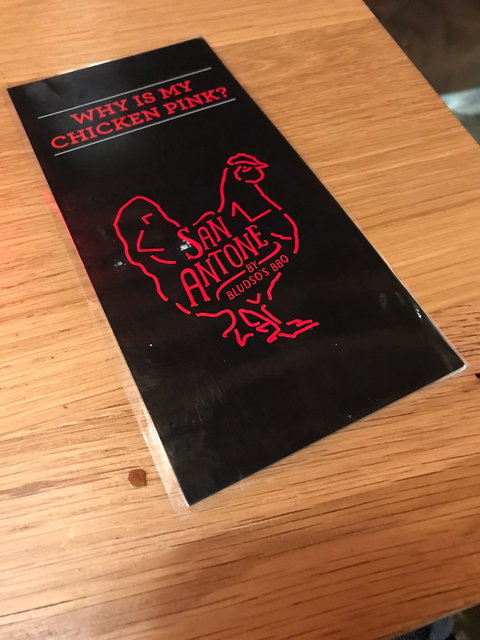 WHY IS MY
CHICKEN PINK?
SAN
ANTONE
BY
BLUDSO'S BBQ